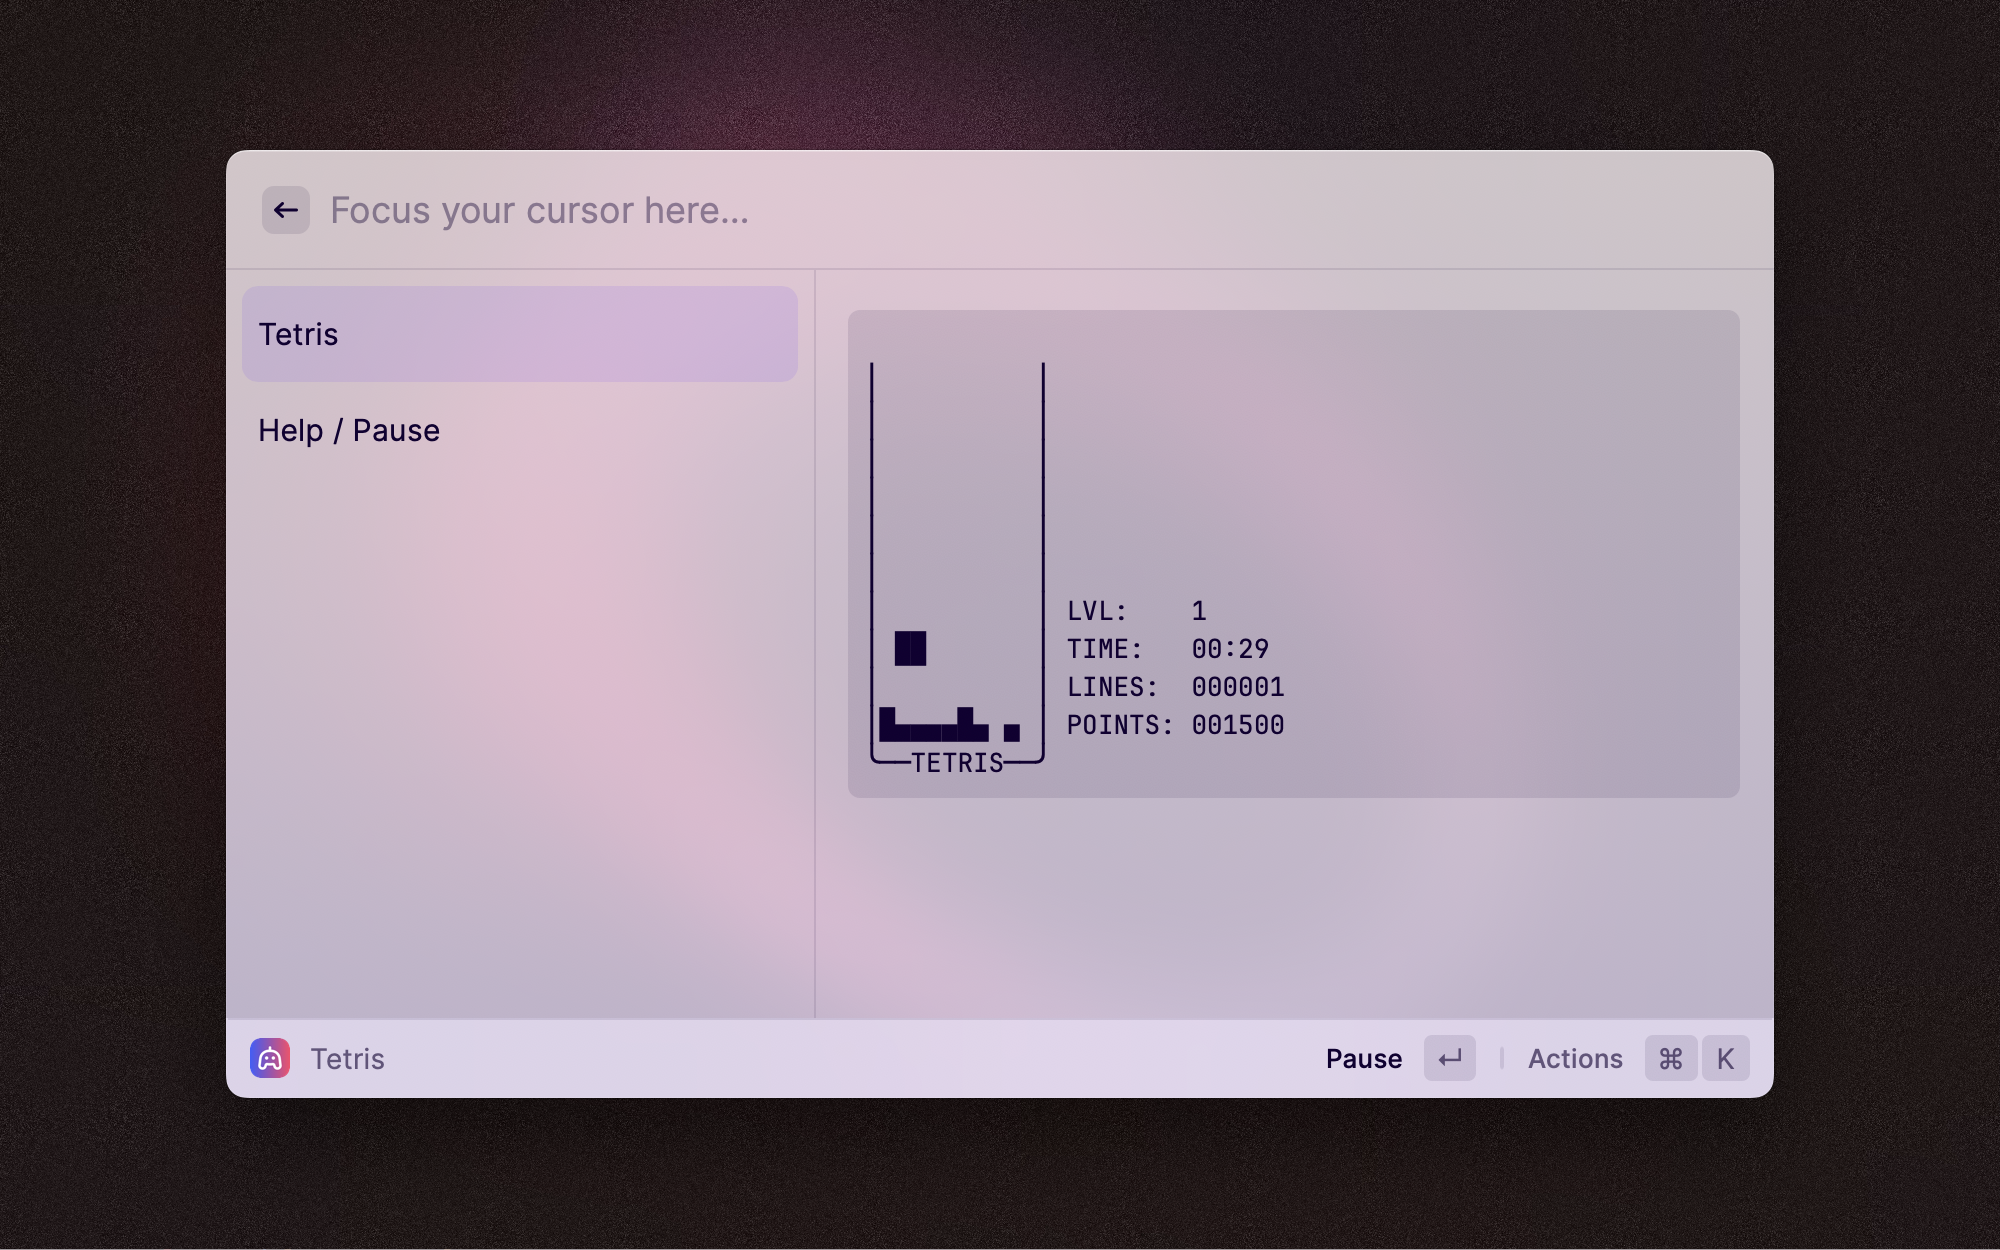 Focus your cursor here...
Tetris
Help / Pause
LVL: 1
TIME: 00:29
LINES: 000001
POINTS: 001500
TETRIS
Tetris
Pause
Actions ⌘ K